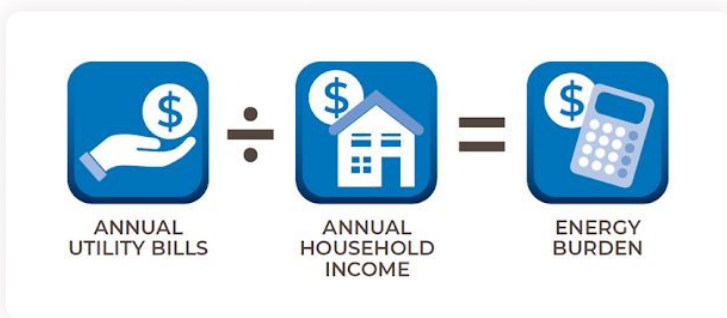 $
÷
$
=
$
ANNUAL
UTILITY BILLS
ANNUAL
HOUSEHOLD
INCOME
ENERGY
BURDEN